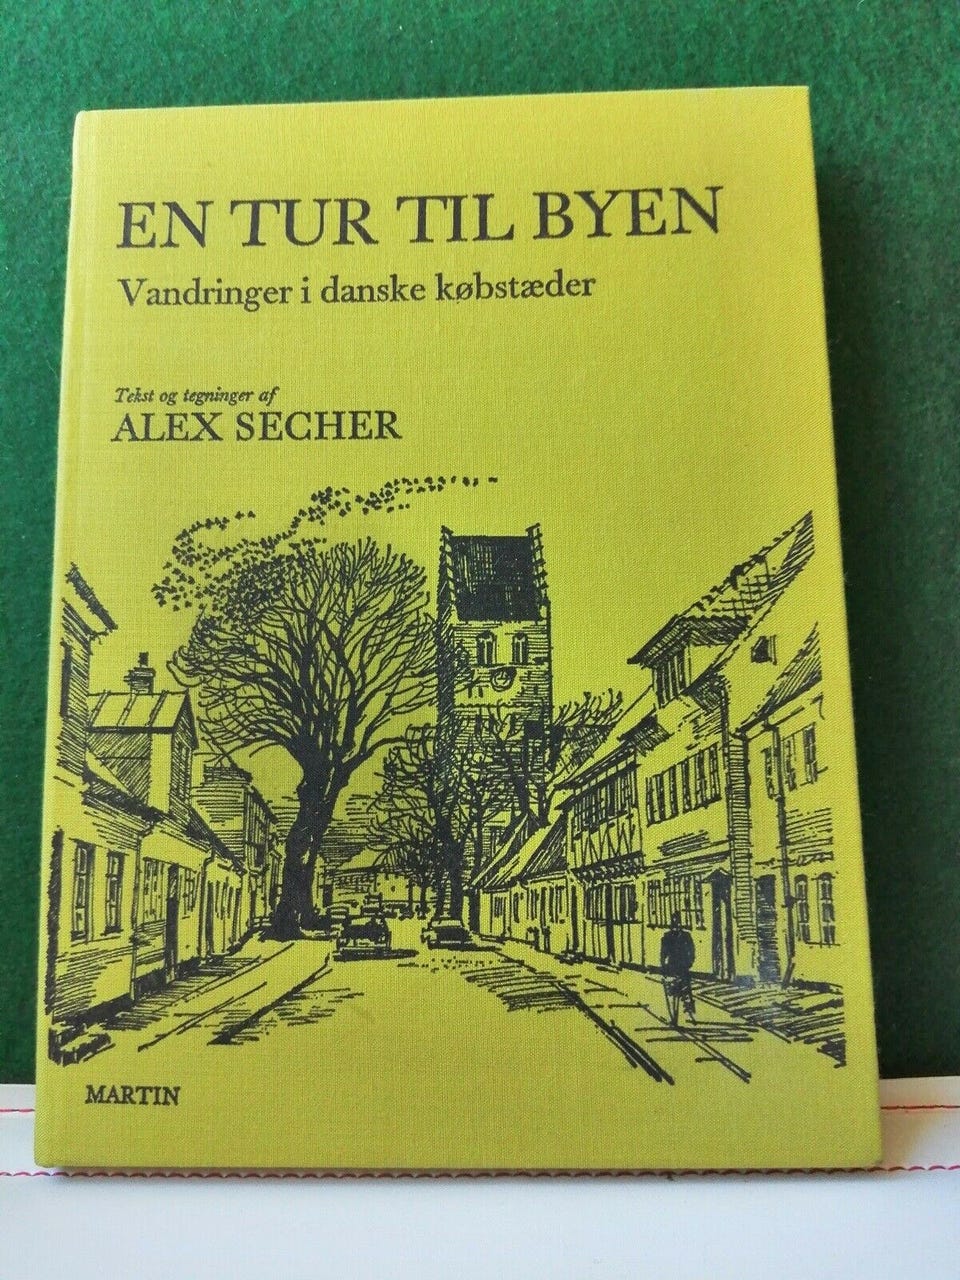 EN TUR TIL BYEN
Vandringer i danske købstæder
Tekst og tegninger af
ALEX SECHER
MARTIN